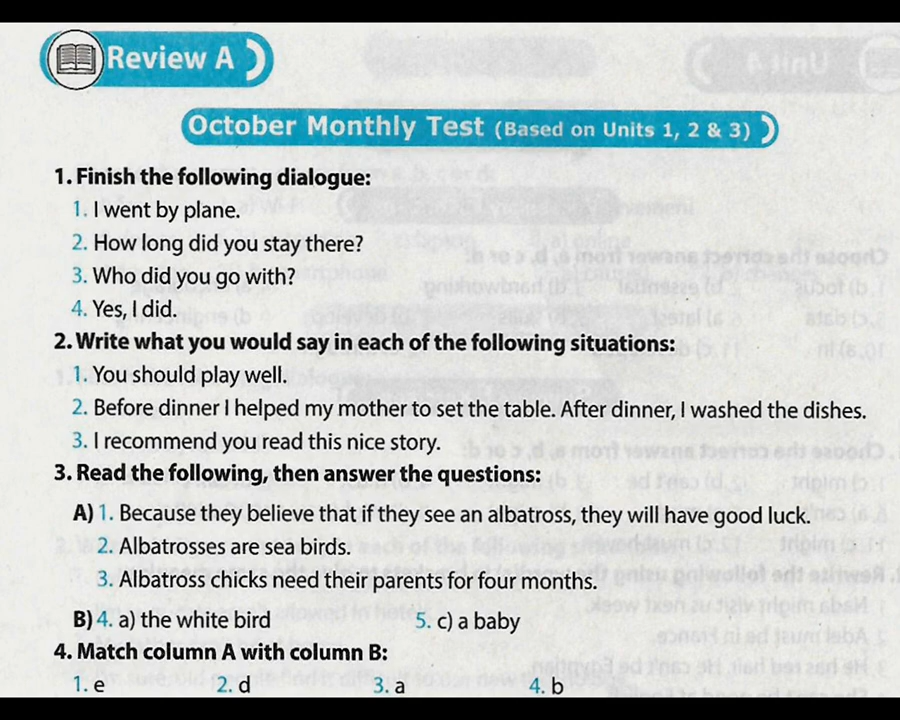 Review A
October Monthly Test (Based on Units 1, 2 & 3)
1. Finish the following dialogue:
1. I went by plane.
2. How long did you stay there?
3. Who did you go with?
4. Yes, I did.
2. Write what you would say in each of the following situations:
1. You should play well.
2. Before dinner I helped my mother to set the table. After dinner, I washed the dishes.
3. I recommend you read this nice story.
3. Read the following, then answer the questions:
A) 1. Because they believe that if they see an albatross, they will have good luck.
2. Albatrosses are sea birds.
3. Albatross chicks need their parents for four months.
B) 4. a) the white bird 5. c) a baby
4. Match column A with column B:
1. e 2. d 3. a 4. b